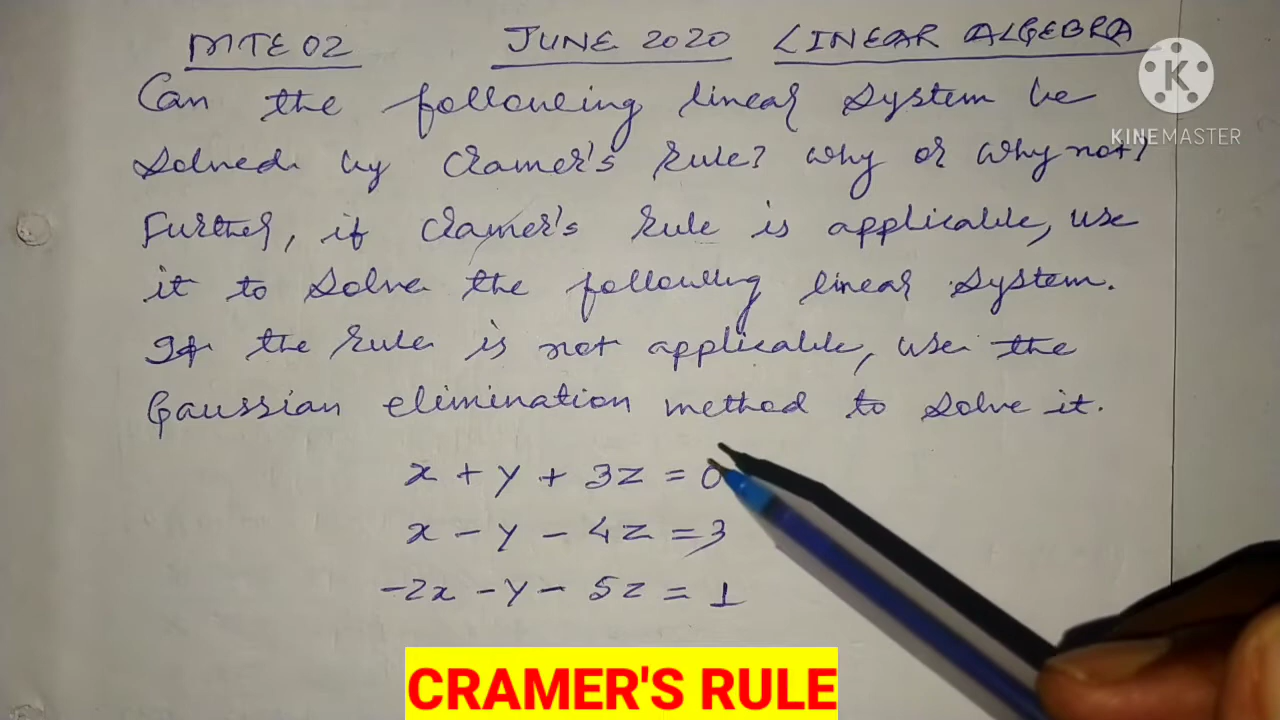 MTE 02 JUNE 2020 LINEAR ALGEBRA
KINEMASTER
Can the following linear system be
solved by Cramer's rule? Why or Why not?
Further, if Cramer's rule is applicable, use
it to solve the following linear system.
If the rule is not applicable, use the
Gaussian elimination method to solve it.
x + y + 3z = 0
x - y - 4z = 3
-2x - y - 5z = 1
CRAMER'S RULE